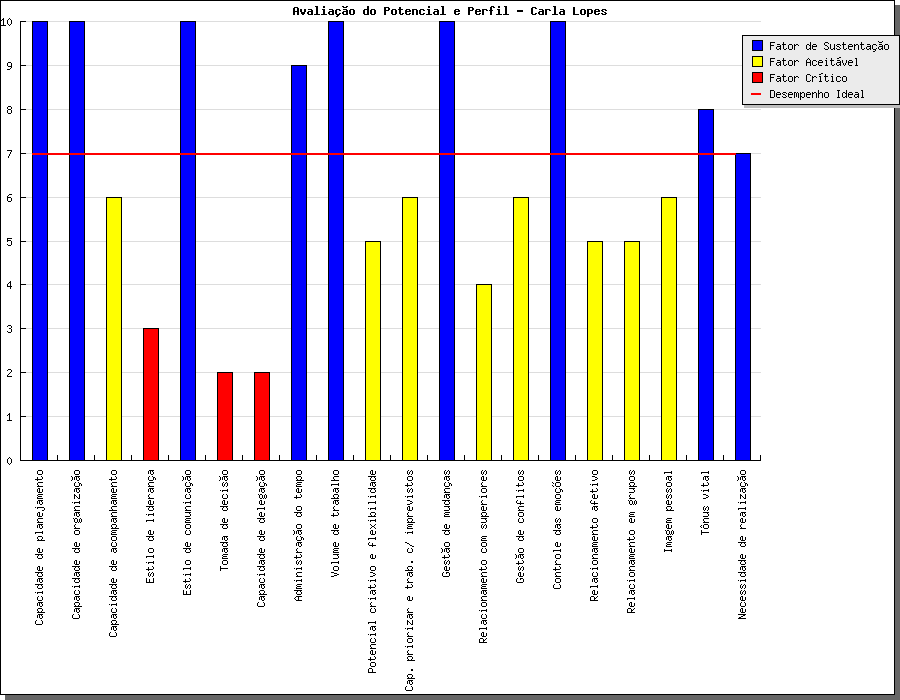 Avaliação do Potencial e Perfil - Carla Lopes
10
9
8
7
6
5
4
3
2
1
0
Fator de Sustentação
Fator Aceitável
Fator Crítico
Desempenho Ideal
Capacidade de planejamento
Capacidade de organização
Capacidade de acompanhamento
Estilo de liderança
Estilo de comunicação
Tomada de decisão
Capacidade de delegação
Administração do tempo
Volume de trabalho
Potencial criativo e flexibilidade
Cap. priorizar e trab. c/ imprevistos
Gestão de mudanças
Relacionamento com superiores
Gestão de conflitos
Controle das emoções
Relacionamento afetivo
Relacionamento em grupos
Imagem pessoal
Tônus vital
Necessidade de realização